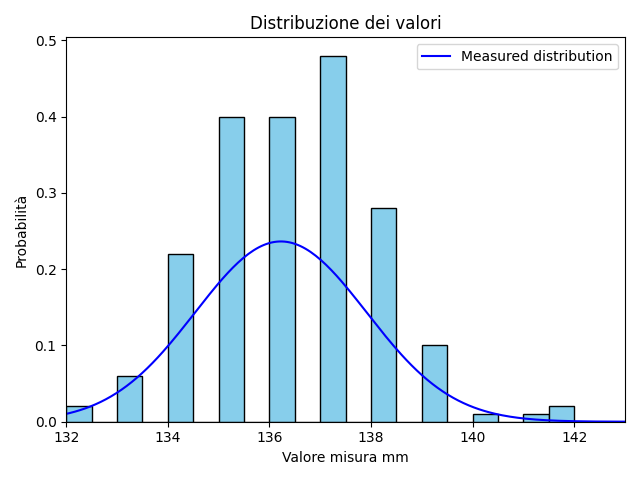 Distribuzione dei valori
Measured distribution
Probabilità
0.5
0.4
0.3
0.2
0.1
0.0
132 134 136 138 140 142
Valore misura mm